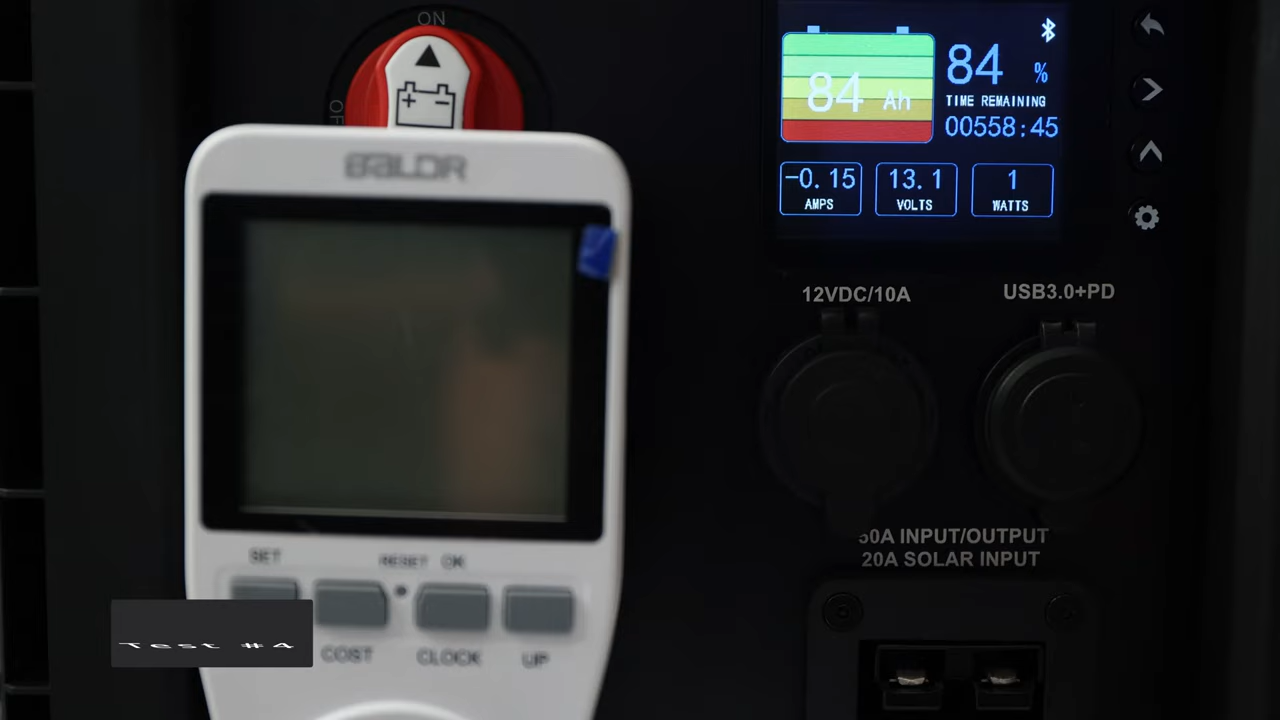 ON
84 Ah
84 %
TIME REMAINING
00558:45
-0.15
AMPS
13.1
VOLTS
1
WATTS
BALDR
12VDC/10A
USB3.0+PD
50A INPUT/OUTPUT
20A SOLAR INPUT
SET
RESET OK
COST
CLOCK
UP
Test #4